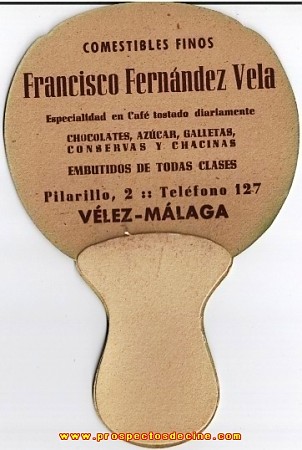 COMESTIBLES FINOS
Francisco Fernández Vela
Especialidad en Café tostado diariamente
CHOCOLATES, AZÚCAR, GALLETAS,
CONSERVAS Y CHACINAS
EMBUTIDOS DE TODAS CLASES
Pilarillo, 2 :: Teléfono 127
VÉLEZ-MÁLAGA
www.prospectosdecine.com